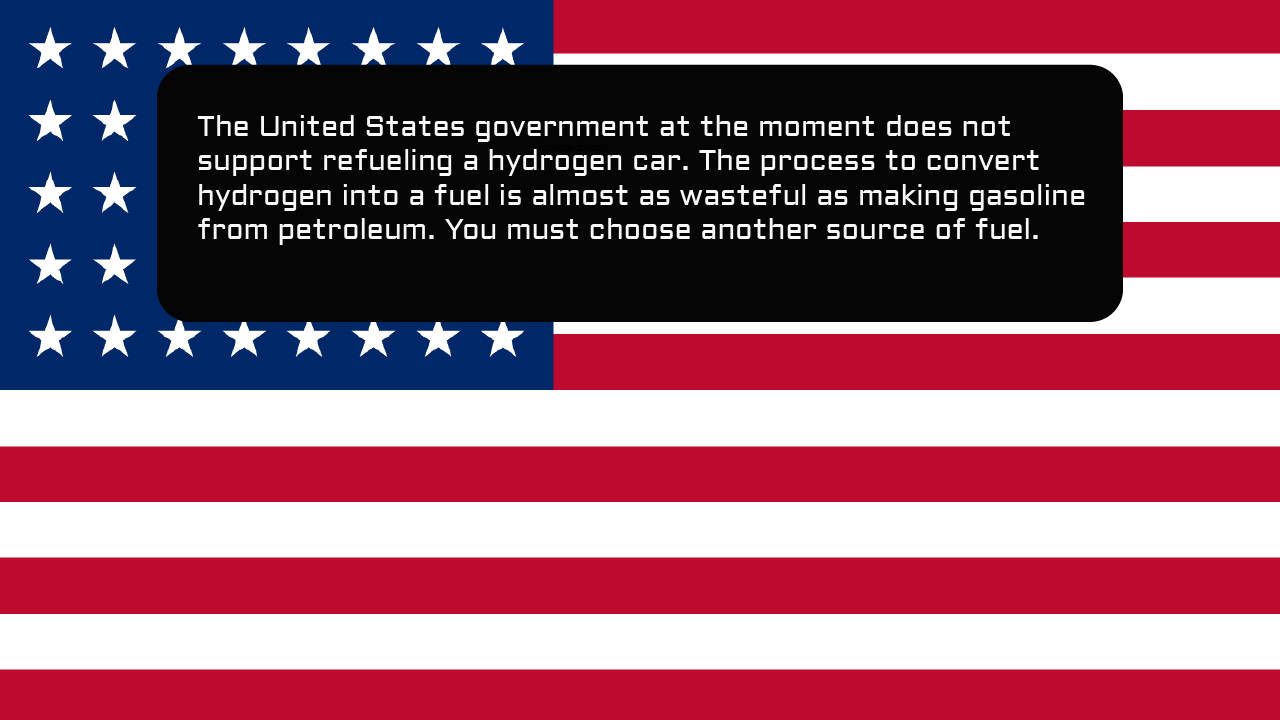 The United States government at the moment does not
support refueling a hydrogen car. The process to convert
hydrogen into a fuel is almost as wasteful as making gasoline
from petroleum. You must choose another source of fuel.